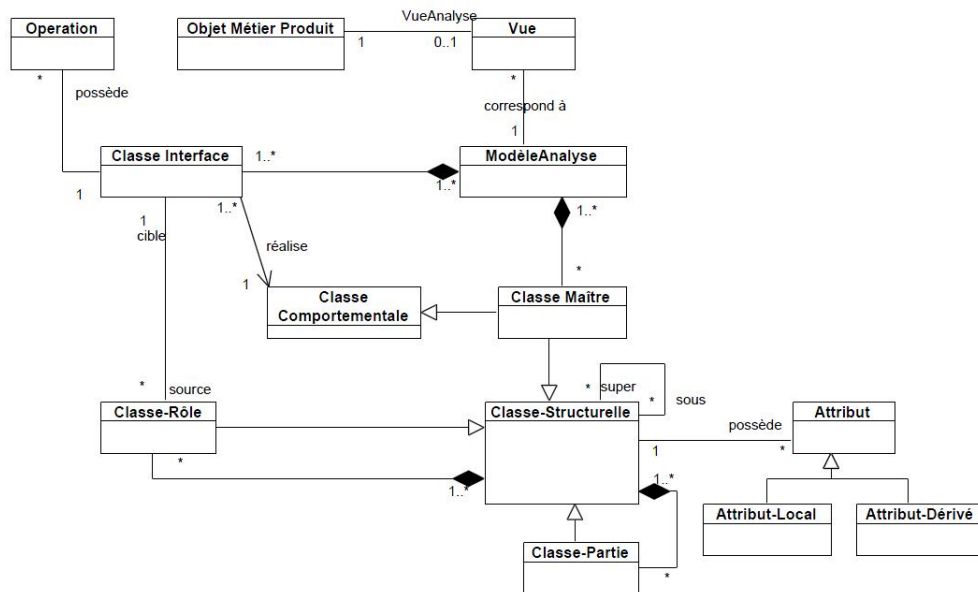 VueAnalyse
Operation
Objet Métier Produit
Vue
1
0..1
*
possède
*
correspond à
1
Classe Interface
1..*
ModèleAnalyse
1..*
1
1..*
1..*
1
cible
réalise
1
*
Classe
Comportementale
Classe Maître
*
source
*
super
*
sous
Classe-Rôle
Classe-Structurelle
Attribut
possède
1
*
*
1..*
1..*
Attribut-Local
Attribut-Dérivé
Classe-Partie
*